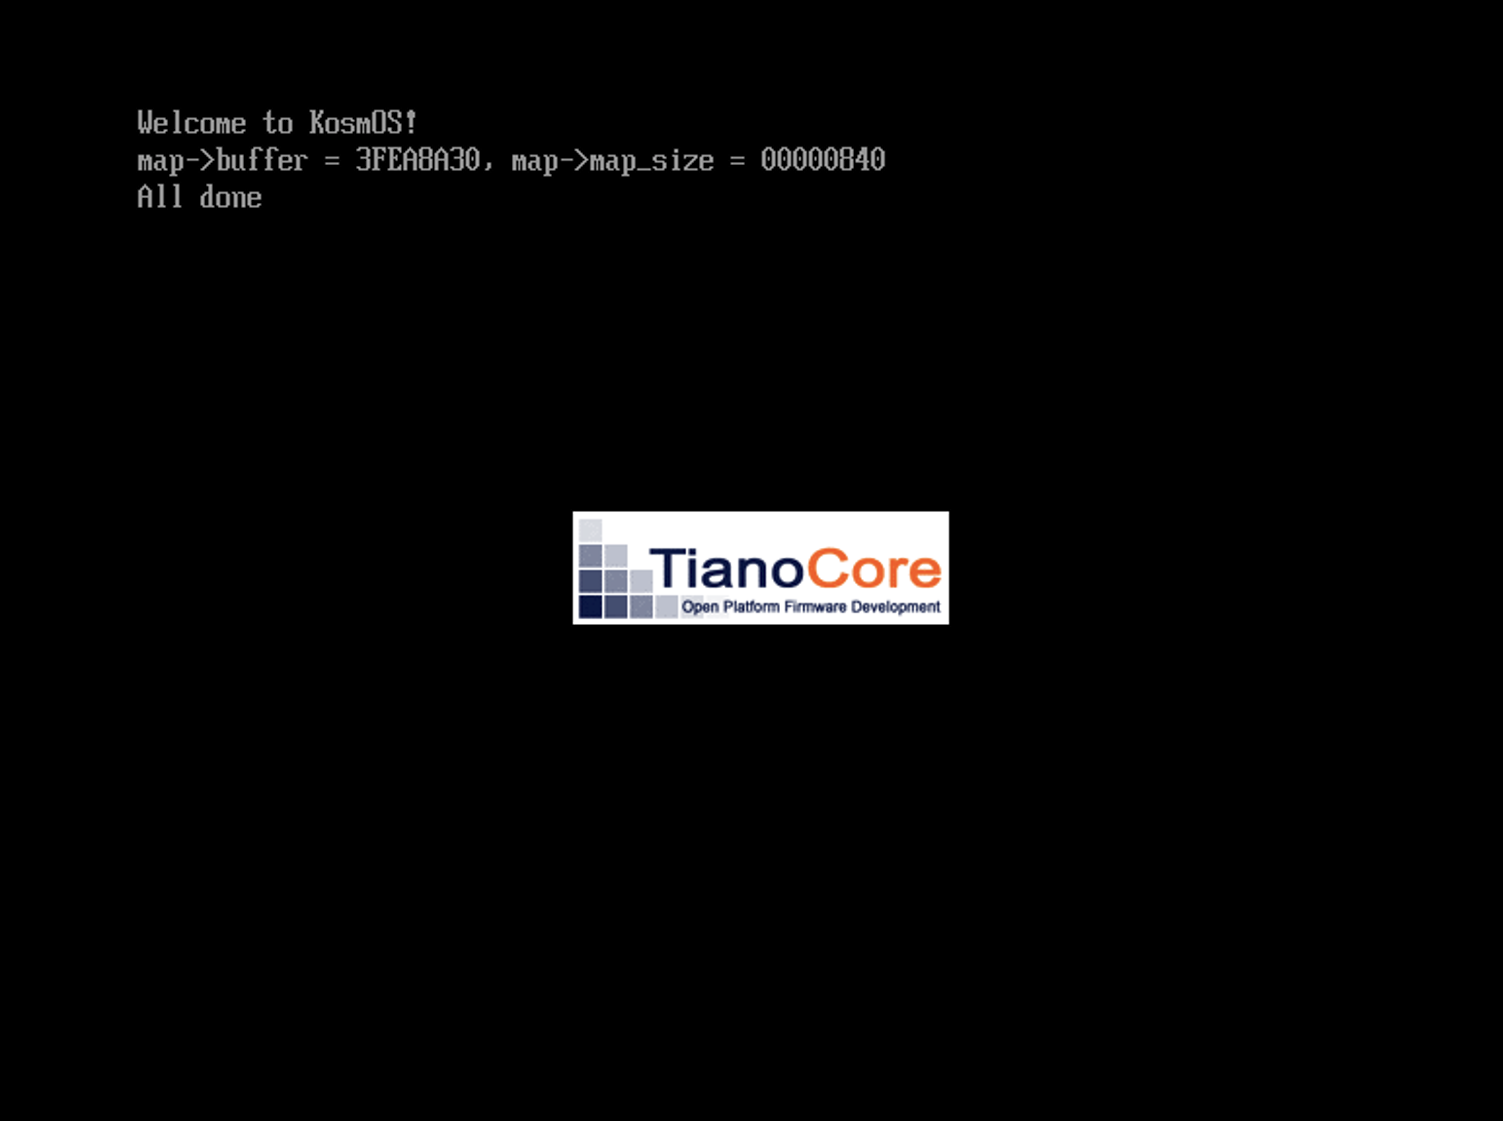 Welcome to KosmOS!
map->buffer = 3FEA8A30, map->map_size = 00000840
All done
TianoCore
Open Platform Firmware Development